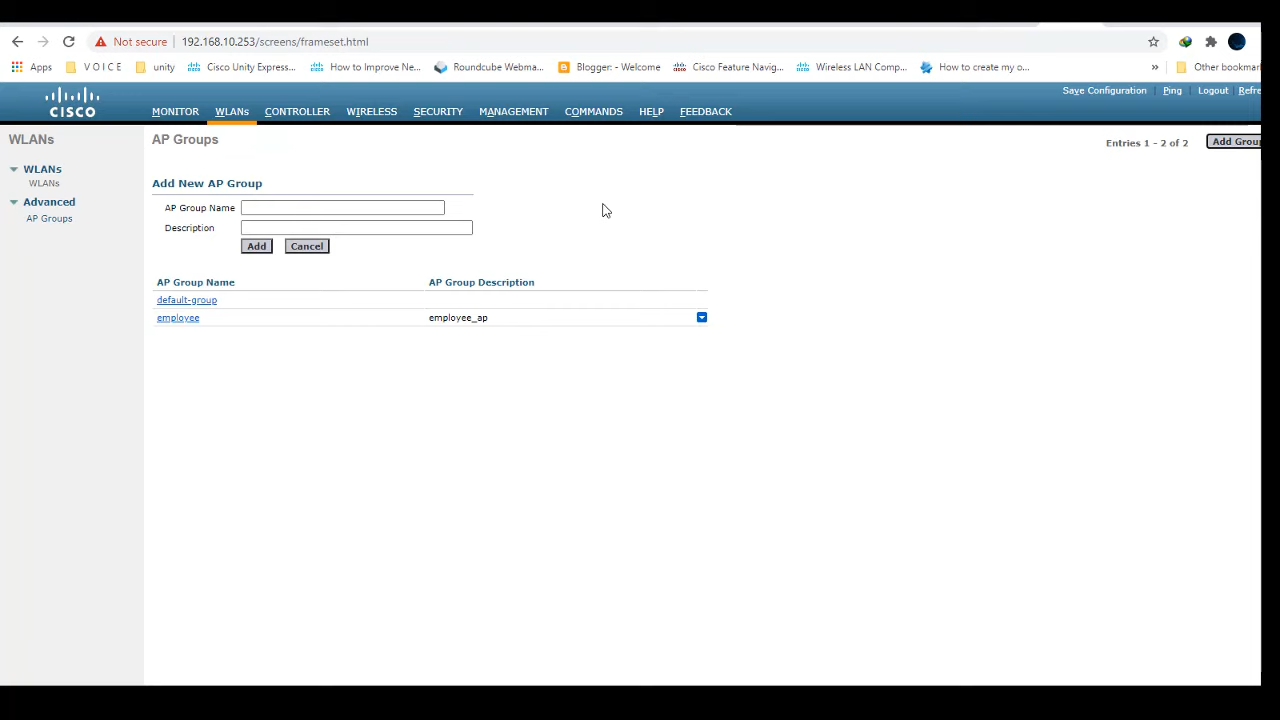 Not secure 192.168.10.253/screens/frameset.html
Apps V O I C E unity Cisco Unity Express... How to Improve Ne... Roundcube Webma... Blogger: - Welcome Cisco Feature Navig... Wireless LAN Comp... How to create my o... » Other bookmar
Save Configuration | Ping | Logout | Refre
CISCO
MONITOR WLANs CONTROLLER WIRELESS SECURITY MANAGEMENT COMMANDS HELP FEEDBACK
WLANs
WLANs
WLANs
Advanced
AP Groups
AP Groups
Entries 1 - 2 of 2
Add Grou
Add New AP Group
AP Group Name
Description
Add Cancel
AP Group Name AP Group Description
default-group
employee employee_ap